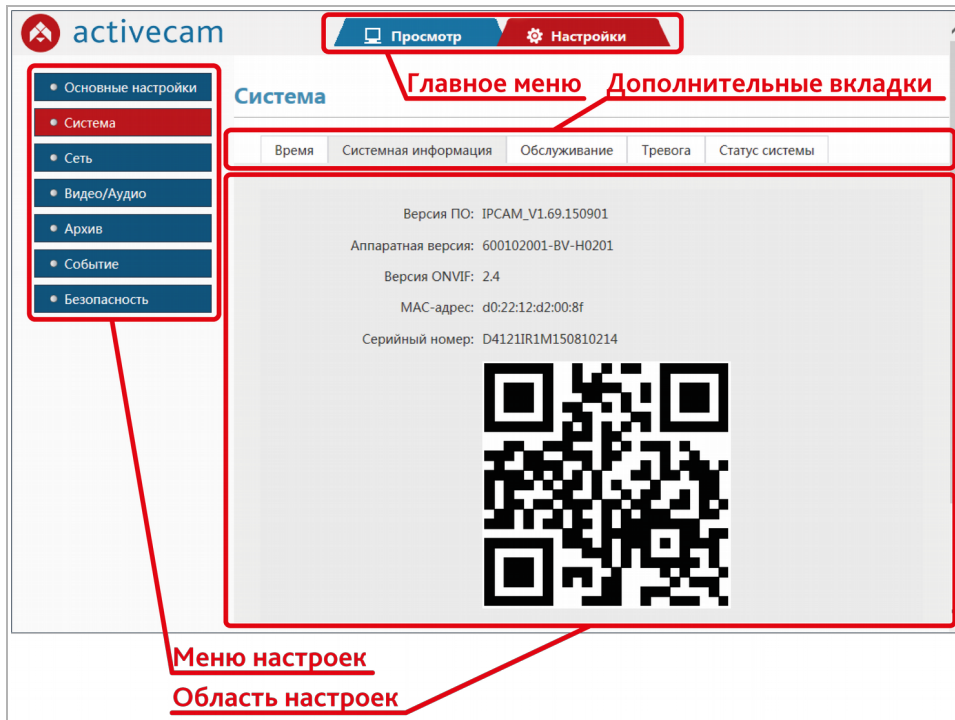 activecam
Просмотр
Настройки
Главное меню
Дополнительные вкладки
Основные настройки
Система
Сеть
Видео/Аудио
Архив
Событие
Безопасность
Система
Время Системная информация Обслуживание Тревога Статус системы
Версия ПО: IPCAM_V1.69.150901
Аппаратная версия: 600102001-BV-H0201
Версия ONVIF: 2.4
MAC-адрес: d0:22:12:d2:00:8f
Серийный номер: D4121IR1M150810214
Меню настроек
Область настроек